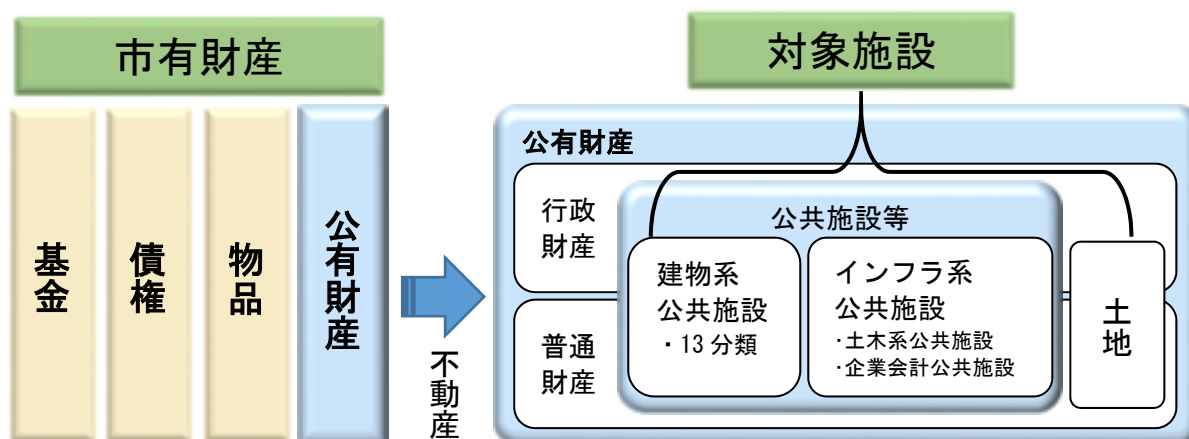 市有財産
基金
債権
物品
公有財産
不動産
対象施設
公有財産
行政
財産
普通
財産
公共施設等
建物系
公共施設
・13分類
インフラ系
公共施設
・土木系公共施設
・企業会計公共施設
土地